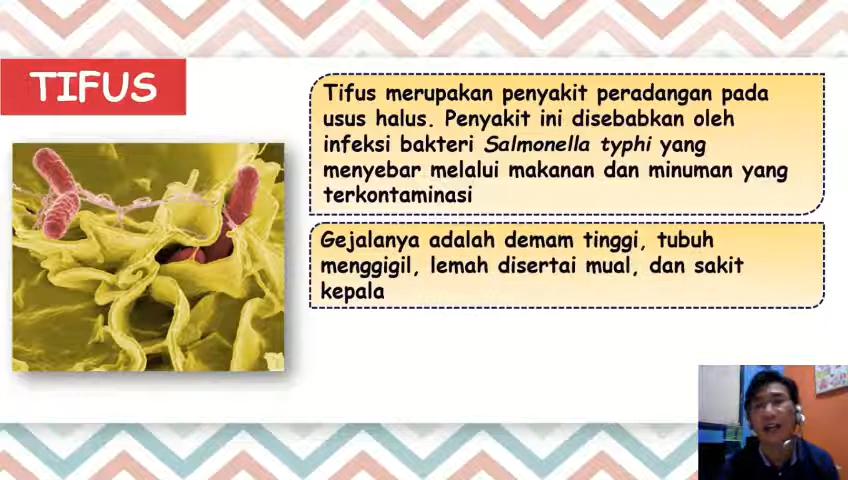 TIFUS
Tifus merupakan penyakit peradangan pada
usus halus. Penyakit ini disebabkan oleh
infeksi bakteri Salmonella typhi yang
menyebar melalui makanan dan minuman yang
terkontaminasi
Gejalanya adalah demam tinggi, tubuh
menggigil, lemah disertai mual, dan sakit
kepala